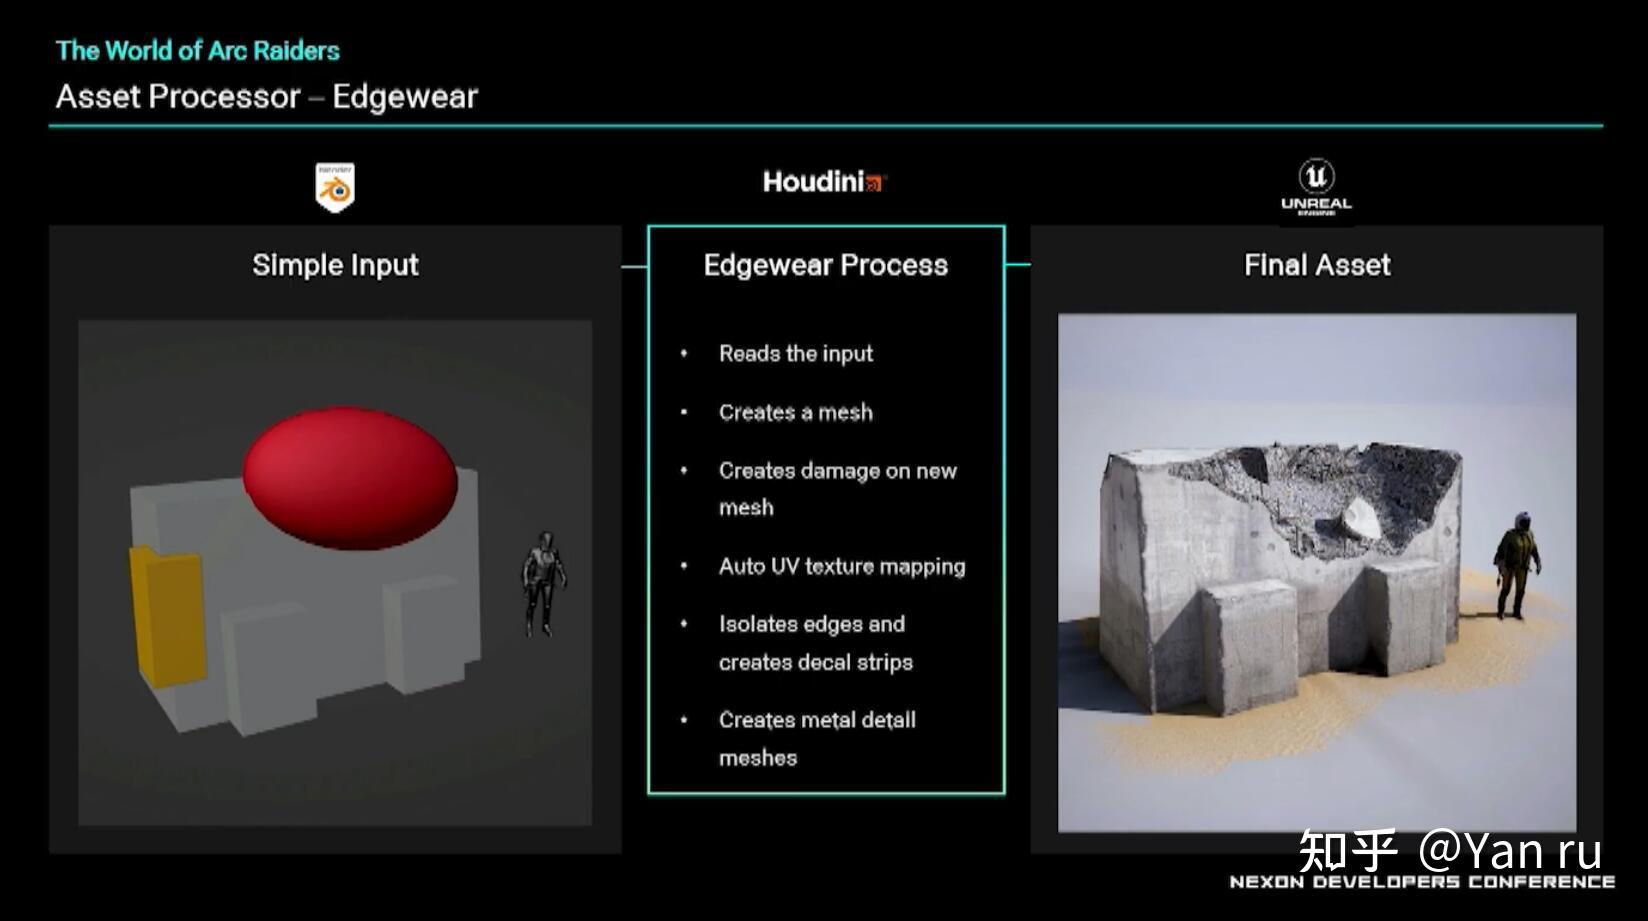 The World of Arc Raiders
Asset Processor – Edgewear
Houdini
UNREAL
ENGINE
Simple Input
Edgewear Process
Final Asset
• Reads the input
• Creates a mesh
• Creates damage on new
mesh
• Auto UV texture mapping
• Isolates edges and
creates decal strips
• Creates metal detail
meshes
知乎 @Yan ru
NEXON DEVELOPERS CONFERENCE